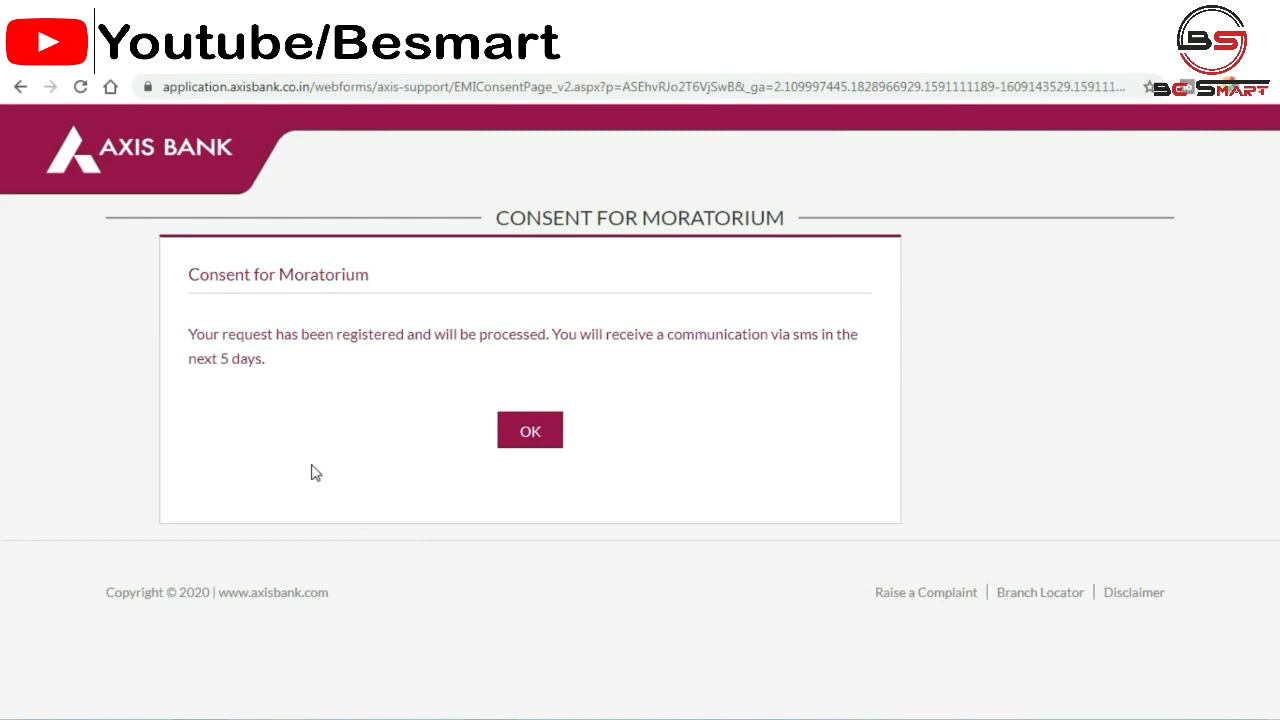 Youtube/Besmart
BS
BE SMART
application.axisbank.co.in/webforms/axis-support/EMIConsentPage_v2.aspx?p=ASEhvRJo2T6VjSwB&_ga=2.109997445.1828966929.1591111189-1609143529.159111...
AXIS BANK
CONSENT FOR MORATORIUM
Consent for Moratorium
Your request has been registered and will be processed. You will receive a communication via sms in the
next 5 days.
OK
Copyright © 2020 | www.axisbank.com
Raise a Complaint | Branch Locator | Disclaimer